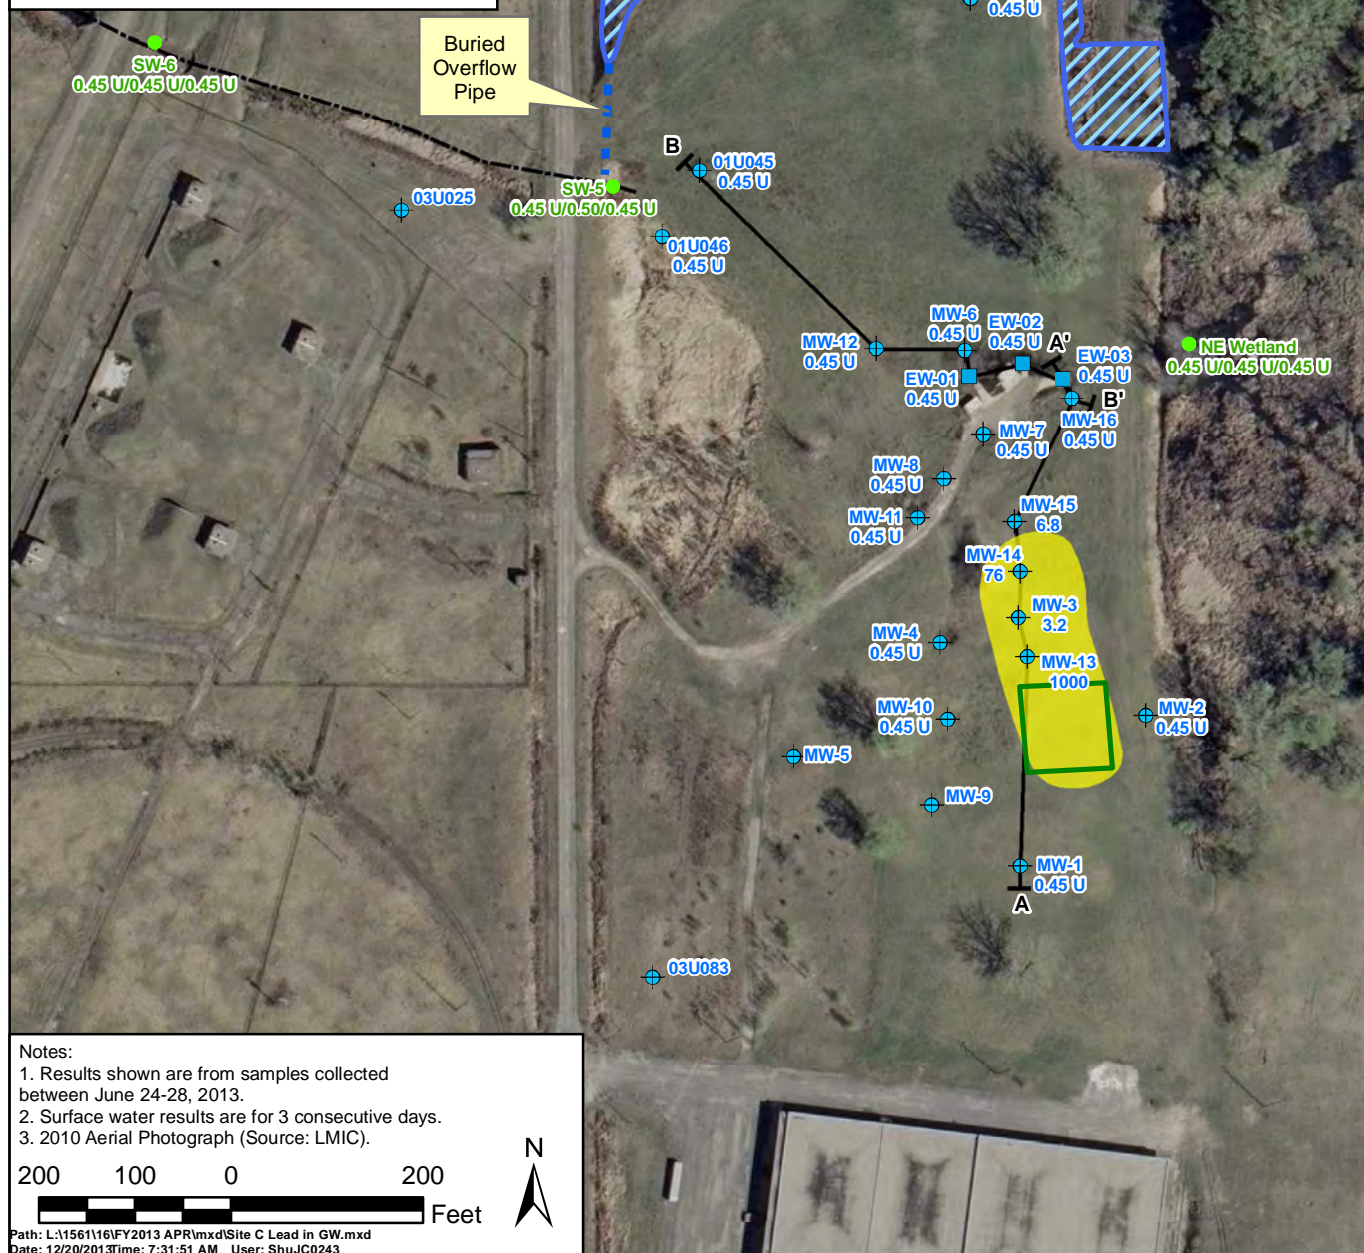 0.45 U
Buried
Overflow
Pipe
SW-6
0.45 U/0.45 U/0.45 U
B
01U045
0.45 U
03U025
SW-5
0.45 U/0.50/0.45 U
01U046
0.45 U
MW-6
0.45 U
EW-02
0.45 U
MW-12
0.45 U
A'
EW-03
0.45 U
NE Wetland
0.45 U/0.45 U/0.45 U
EW-01
0.45 U
B'
MW-16
0.45 U
MW-7
0.45 U
MW-8
0.45 U
MW-11
0.45 U
MW-15
6.8
MW-14
76
MW-3
3.2
MW-4
0.45 U
MW-13
1000
MW-10
0.45 U
MW-2
0.45 U
MW-5
MW-9
MW-1
0.45 U
A
03U083
Notes:
1. Results shown are from samples collected
between June 24-28, 2013.
2. Surface water results are for 3 consecutive days.
3. 2010 Aerial Photograph (Source: LMIC).
N
200 100 0 200
Feet
Path: L:\1561\16\FY2013 APR\mxd\Site C Lead in GW.mxd
Date: 12/20/2013 Time: 7:31:51 AM User: ShuJC0243